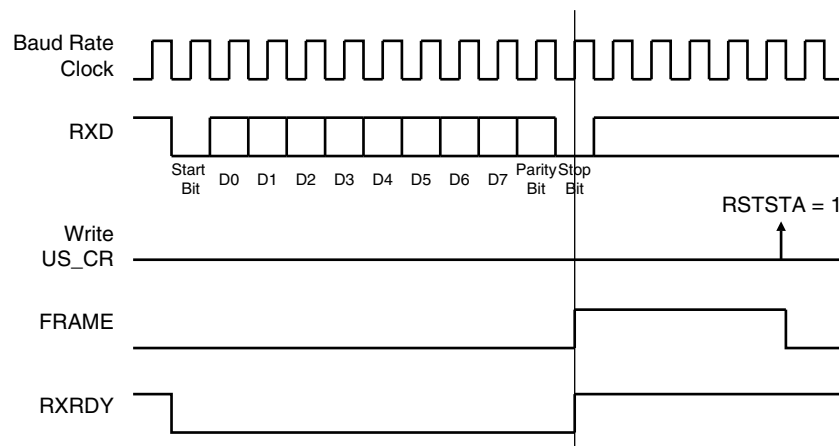 Baud Rate
Clock
RXD
Start
Bit
D0
D1
D2
D3
D4
D5
D6
D7
Parity
Bit
Stop
Bit
RSTSTA = 1
Write
US_CR
FRAME
RXRDY